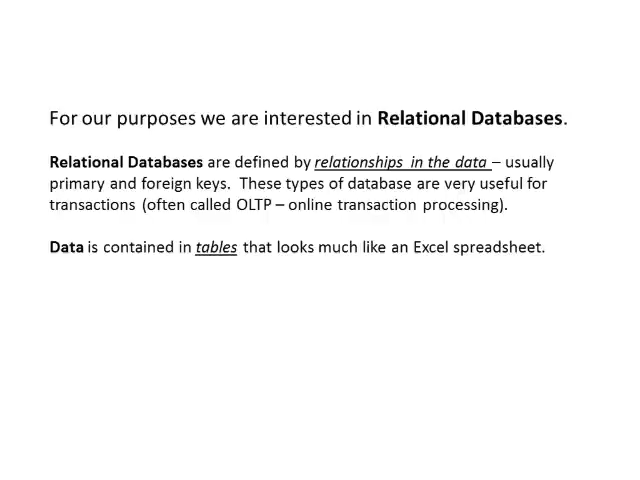 For our purposes we are interested in Relational Databases.
Relational Databases are defined by relationships in the data – usually
primary and foreign keys. These types of database are very useful for
transactions (often called OLTP – online transaction processing).
Data is contained in tables that looks much like an Excel spreadsheet.